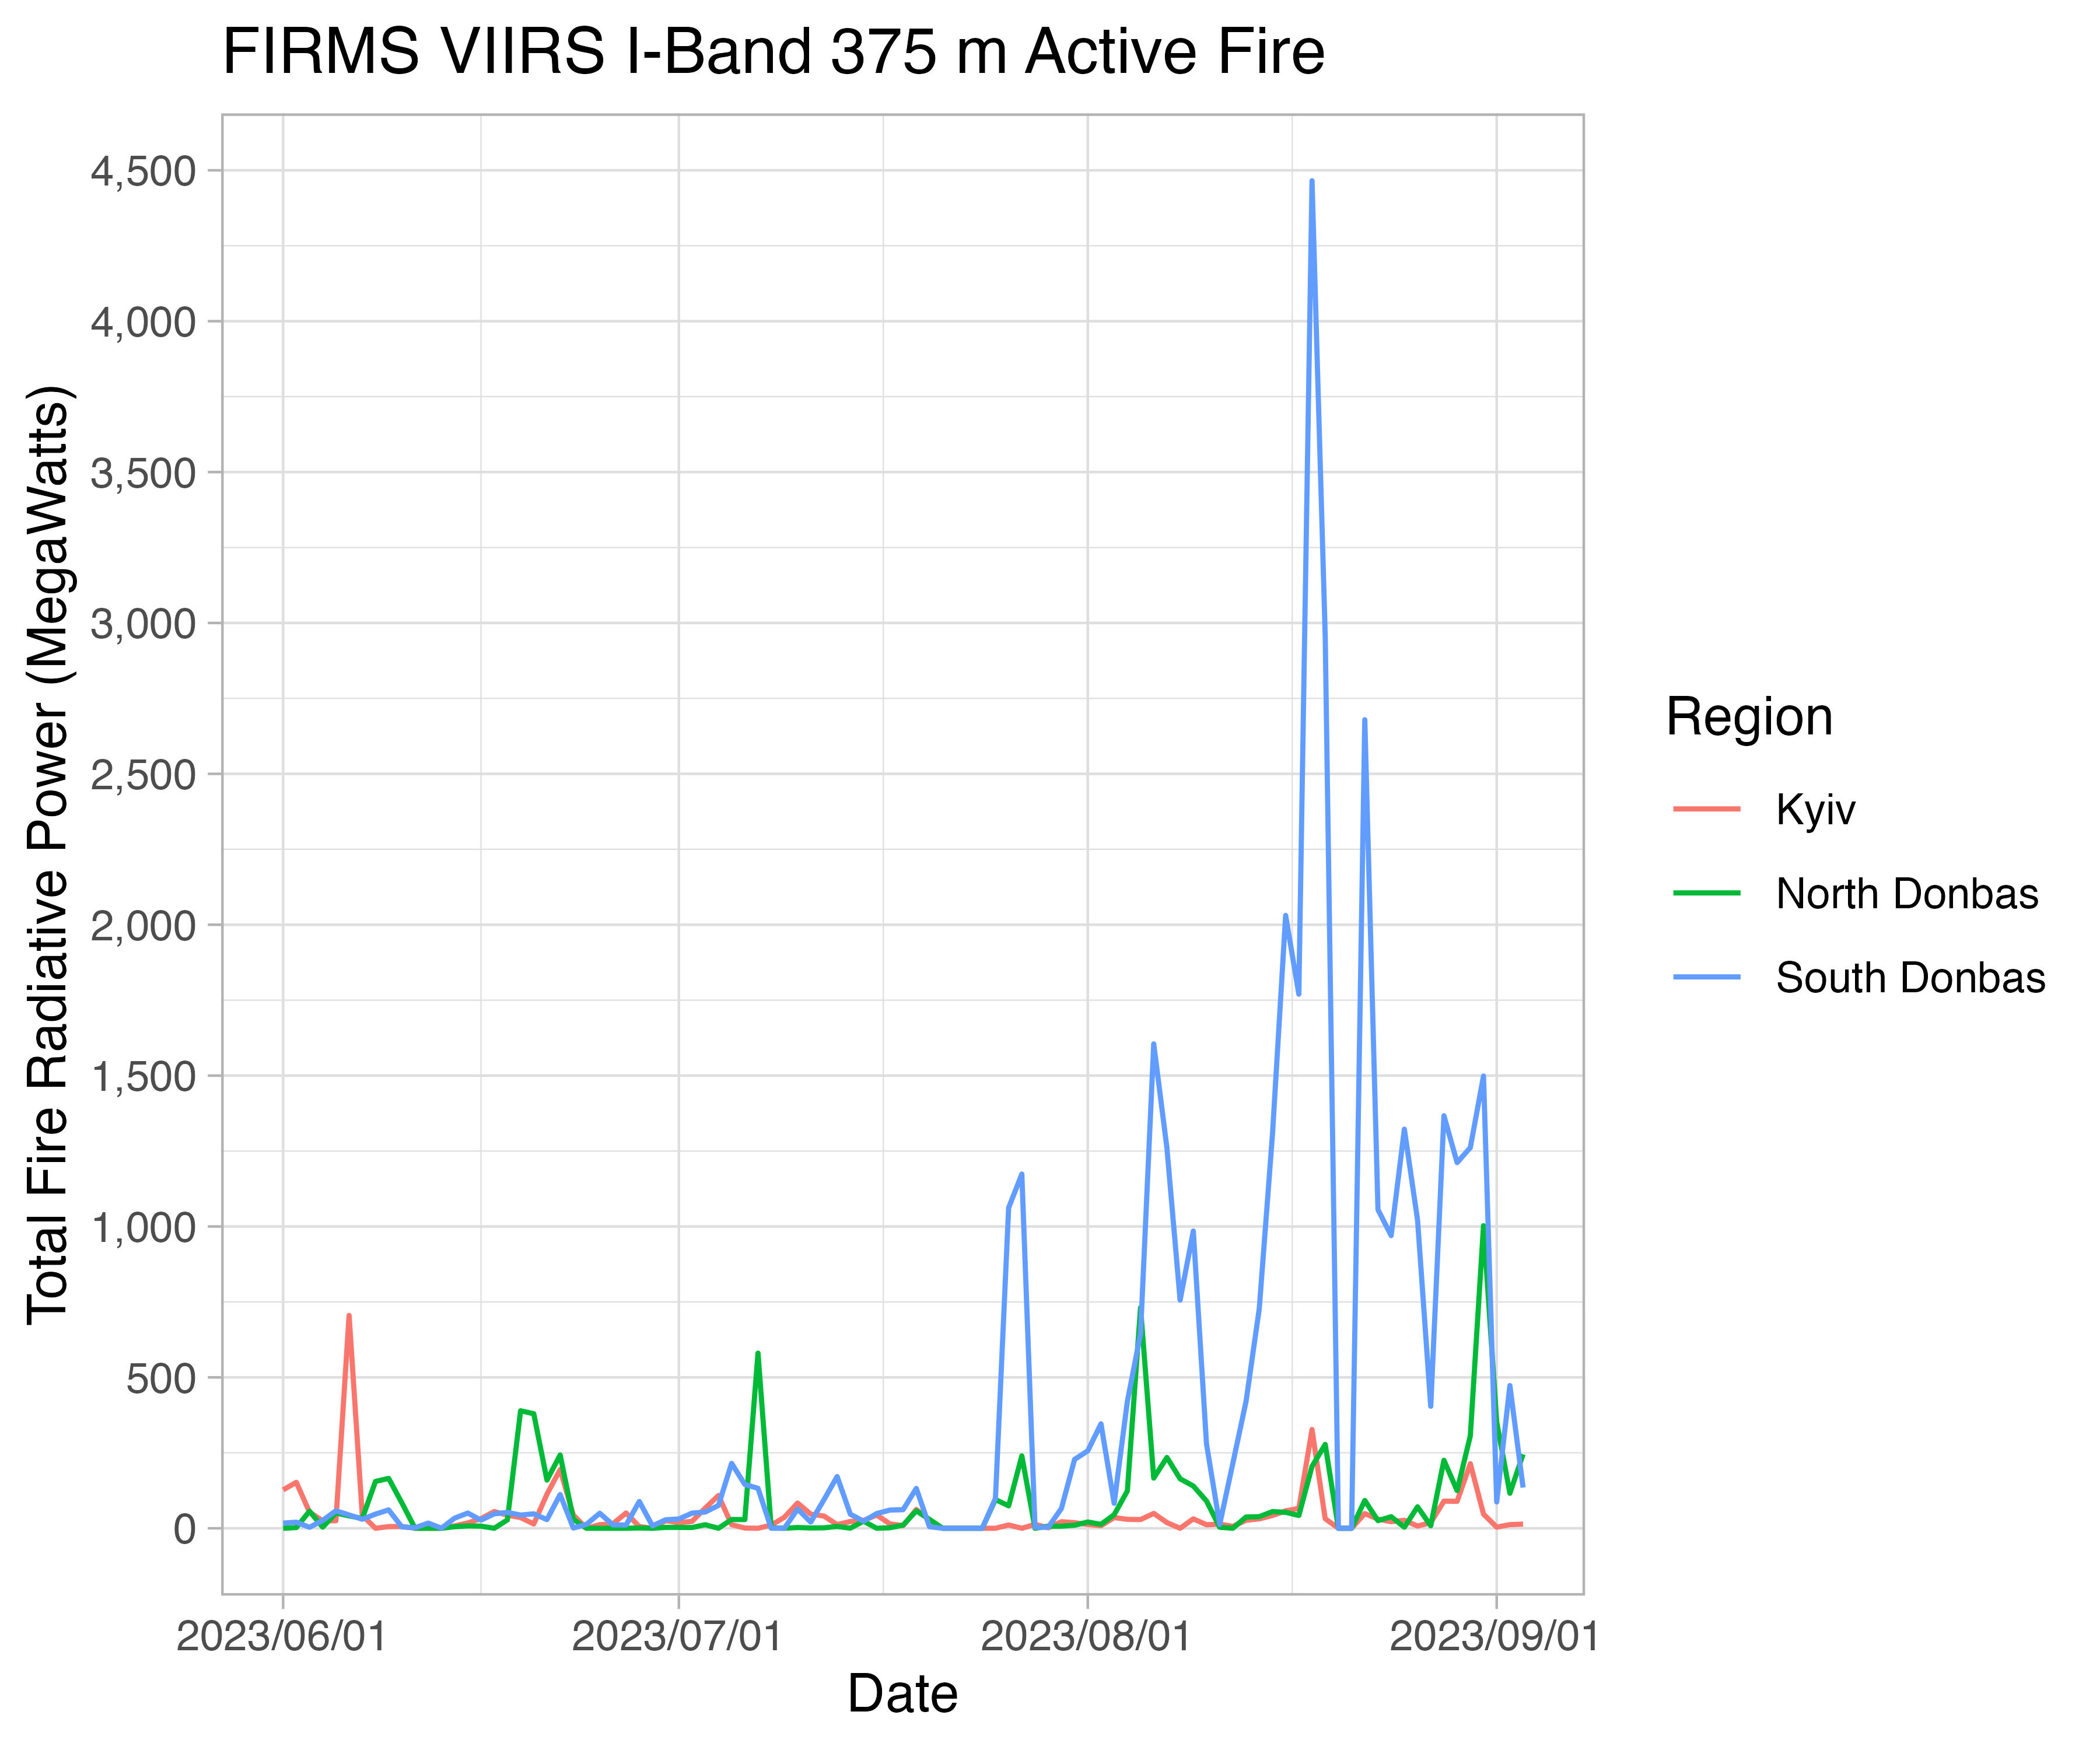 FIRMS VIIRS I-Band 375 m Active Fire
Total Fire Radiative Power (MegaWatts)
4,500
4,000
3,500
3,000
2,500
2,000
1,500
1,000
500
0
2023/06/01
2023/07/01
2023/08/01
2023/09/01
Date
Region
Kyiv
North Donbas
South Donbas